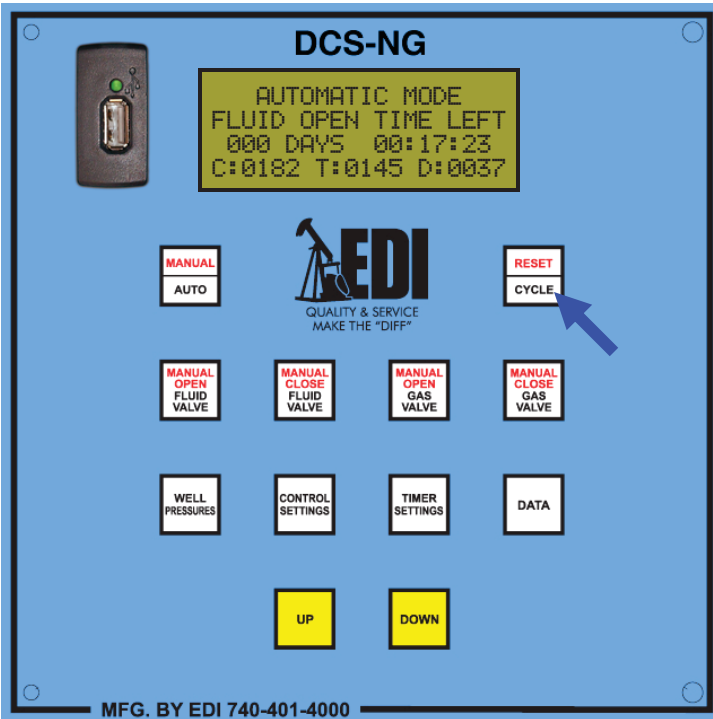 DCS-NG
AUTOMATIC MODE
FLUID OPEN TIME LEFT
000 DAYS 00:17:23
C:0182 T:0145 D:0037
EDI
QUALITY & SERVICE
MAKE THE “DIFF”
MANUAL
AUTO
RESET
CYCLE
MANUAL
OPEN
FLUID
VALVE
MANUAL
CLOSE
FLUID
VALVE
MANUAL
OPEN
GAS
VALVE
MANUAL
CLOSE
GAS
VALVE
WELL
PRESSURES
CONTROL
SETTINGS
TIMER
SETTINGS
DATA
UP
DOWN
MFG. BY EDI 740-401-4000